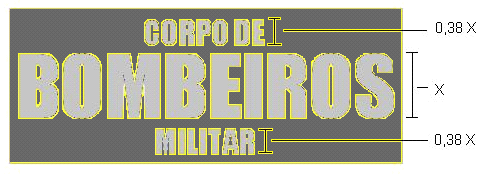 CORPO DE 0,38 X
BOMBEIROS X
MILITAR 0,38 X